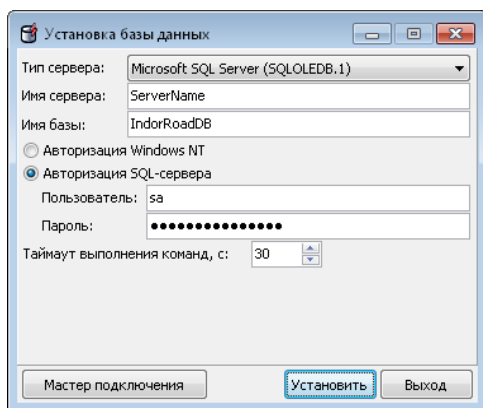 Установка базы данных
Тип сервера: Microsoft SQL Server (SQLOLEDB.1)
Имя сервера: ServerName
Имя базы: IndorRoadDB
Авторизация Windows NT
Авторизация SQL-сервера
Пользователь: sa
Пароль: •••••••••••••••
Таймаут выполнения команд, с: 30
Мастер подключения Установить Выход